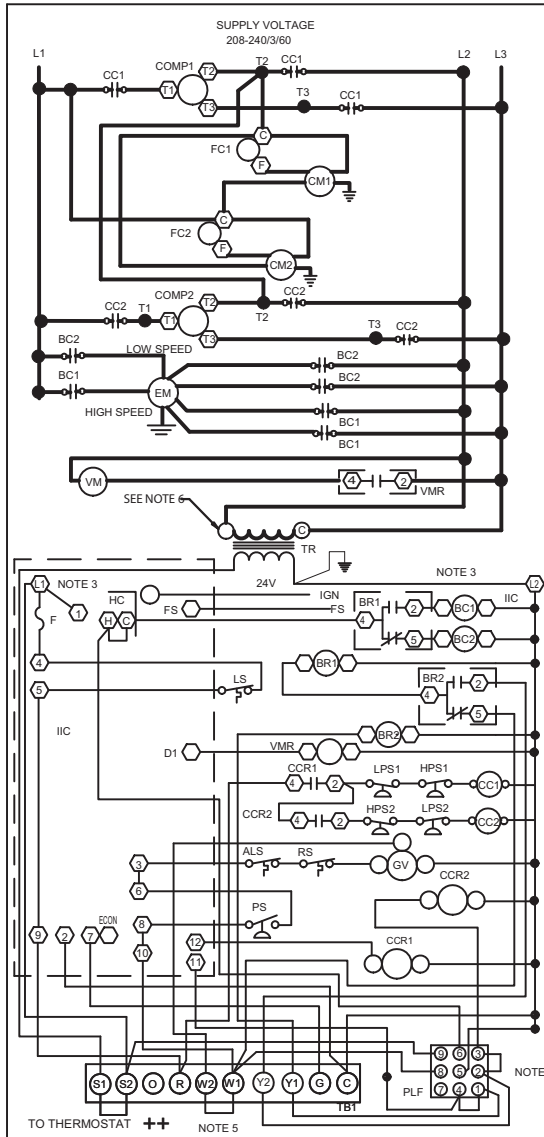 SUPPLY VOLTAGE
208-240/3/60
L1
L2
L3
T2
CC1
COMP1
T2
CC1
T1
T3
T3
CC1
C
FC1
F
CM1
C
FC2
F
CM2
CC2
T1
COMP2
T2
CC2
T2
T1
T3
T3
CC2
BC2
LOW SPEED
BC2
BC1
EM
BC2
HIGH SPEED
BC1
BC1
VM
4
2
VMR
SEE NOTE 6
C
TR
24V
L1
NOTE 3
1
F
HC
H
C
IGN
FS
FS
NOTE 3
L2
BR1
4
2
5
BC1
BC2
IIC
4
5
LS
BR1
BR2
4
2
5
IIC
D1
VMR
BR2
CCR1
4
2
LPS1
HPS1
CC1
CCR2
4
2
HPS2
LPS2
CC2
3
ALS
RS
GV
6
CCR2
PS
9
2
7
ECON
8
10
12
11
CCR1
9
6
3
8
5
2
7
4
1
NOTE
PLF
S1
S2
O
R
W2
W1
Y2
Y1
G
C
TB1
TO THERMOSTAT ++
NOTE 5